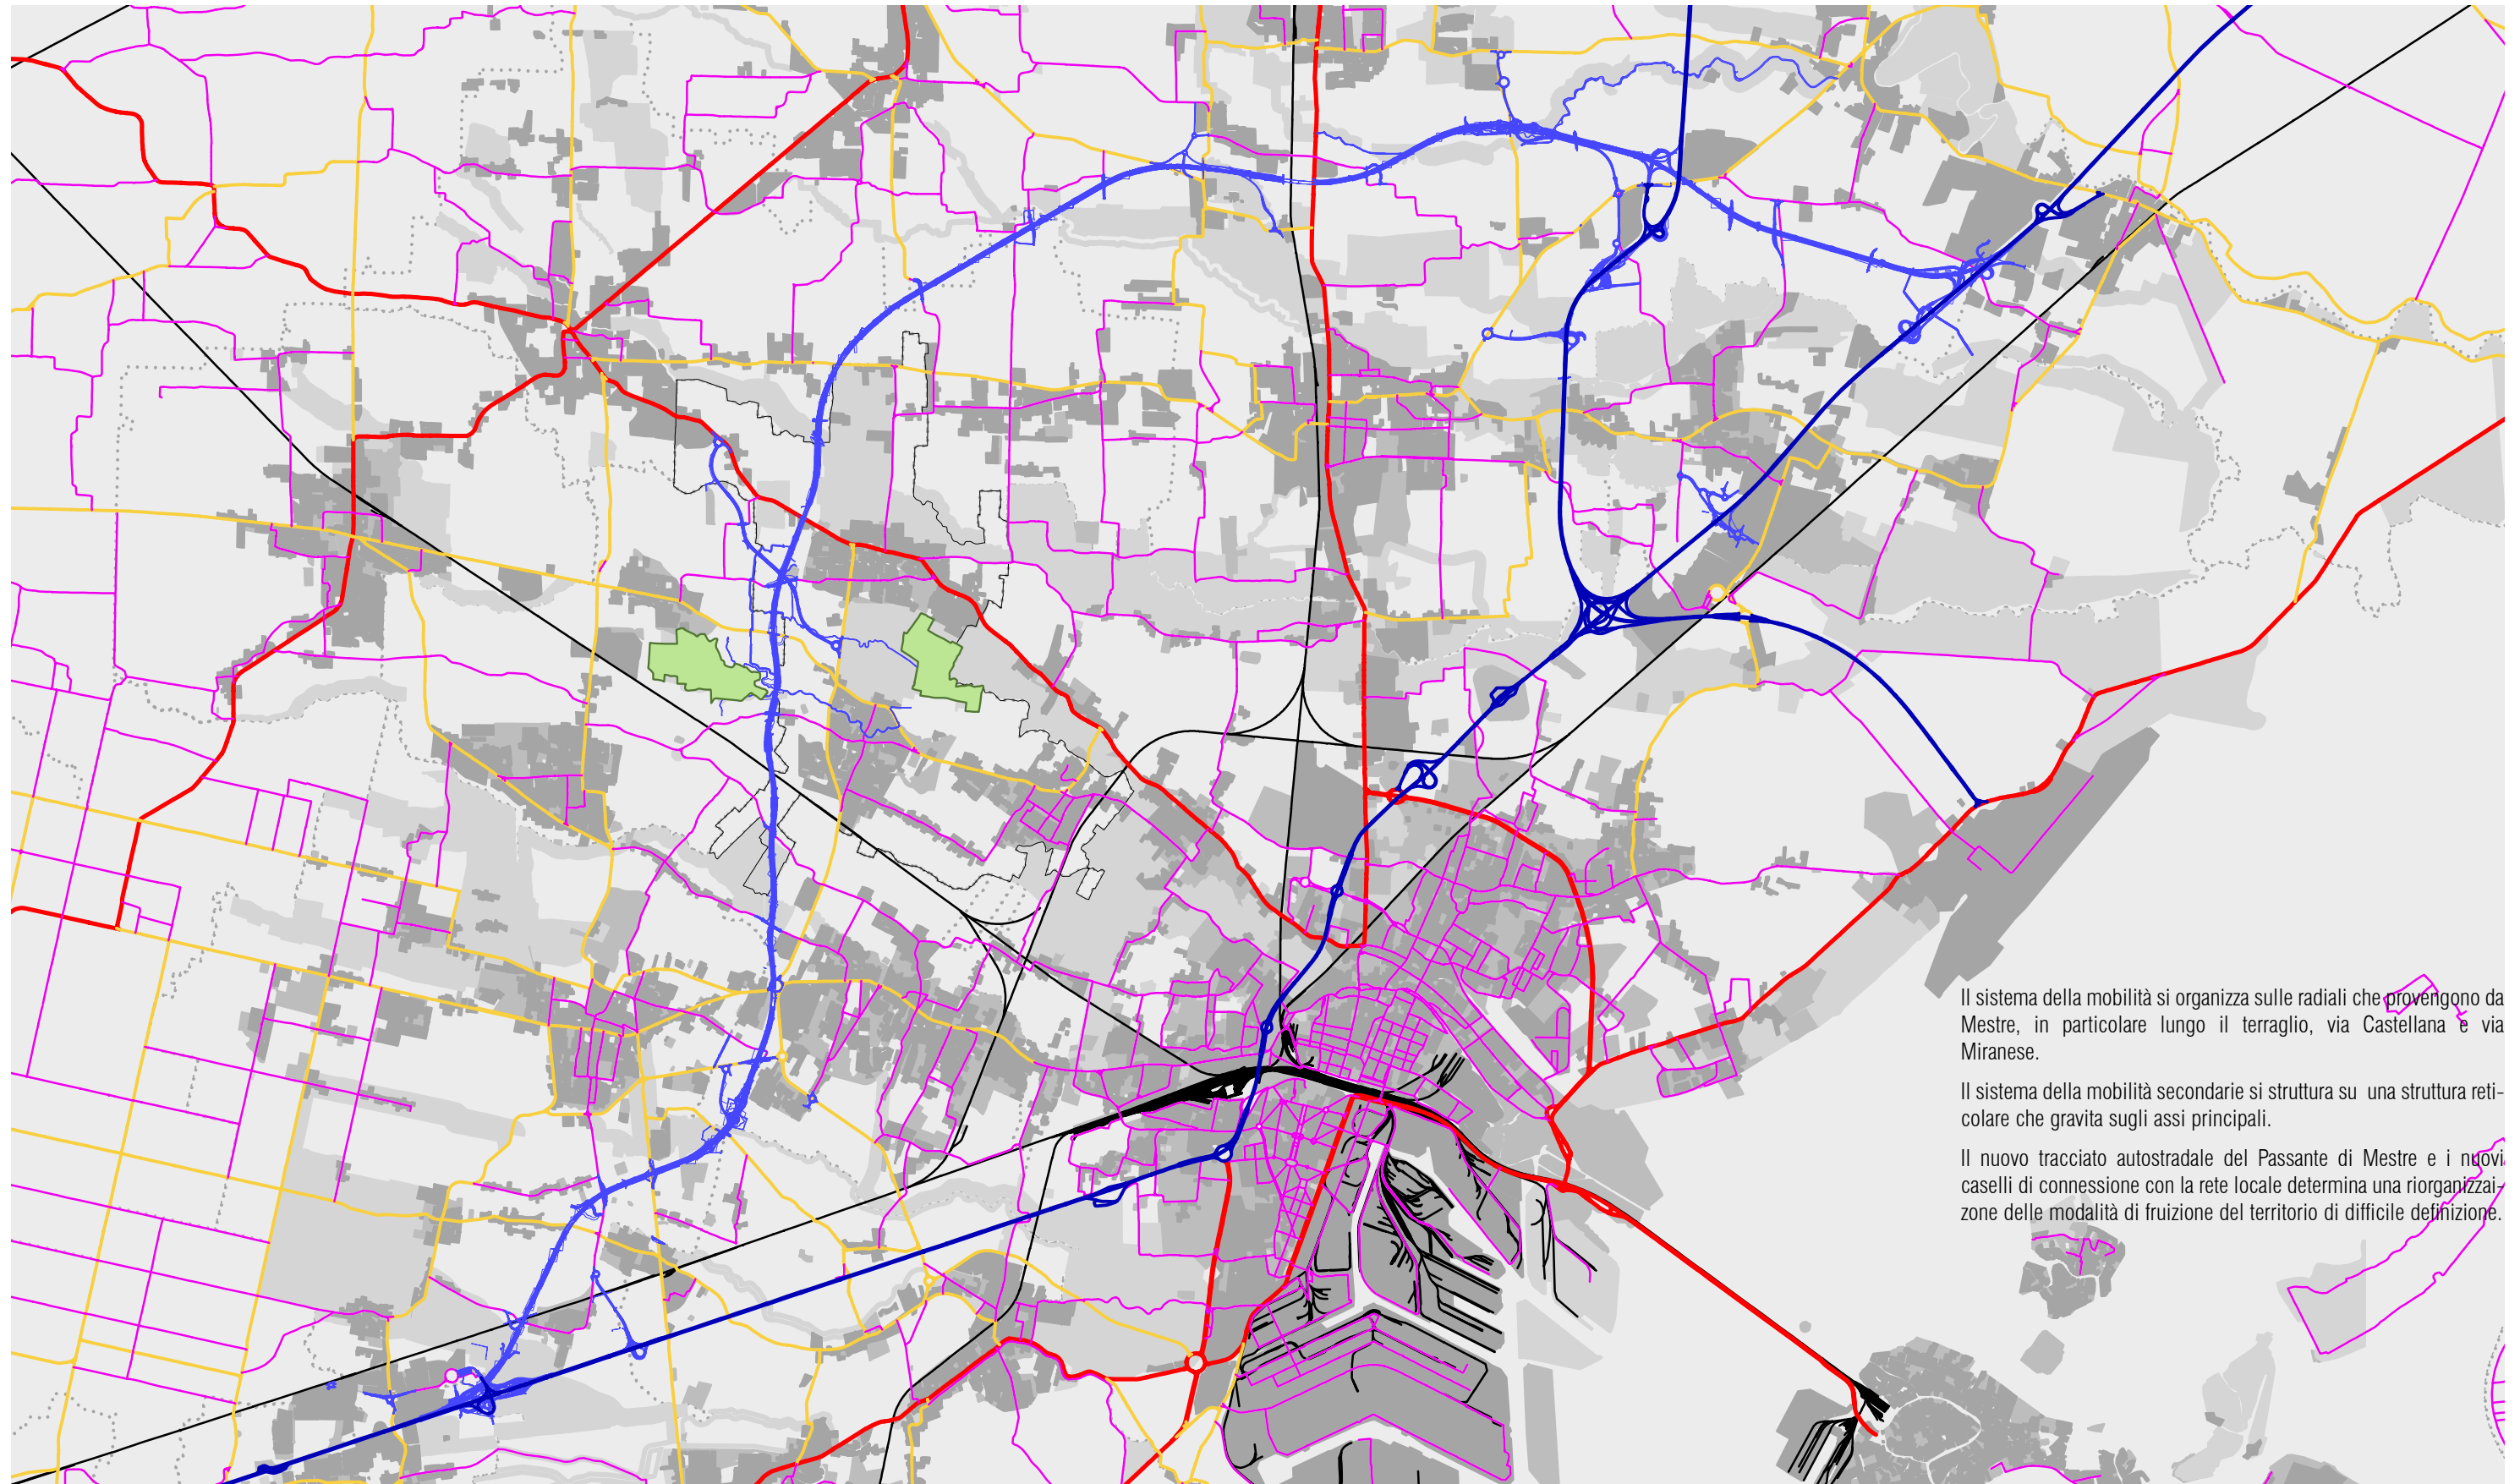 Il sistema della mobilità si organizza sulle radiali che provengono da
Mestre, in particolare lungo il terraglio, via Castellana e via
Miranese.
Il sistema della mobilità secondarie si struttura su una struttura reti-
colare che gravita sugli assi principali.
Il nuovo tracciato autostradale del Passante di Mestre e i nuovi
caselli di connessione con la rete locale determina una riorganizzai-
zone delle modalità di fruizione del territorio di difficile definizione.